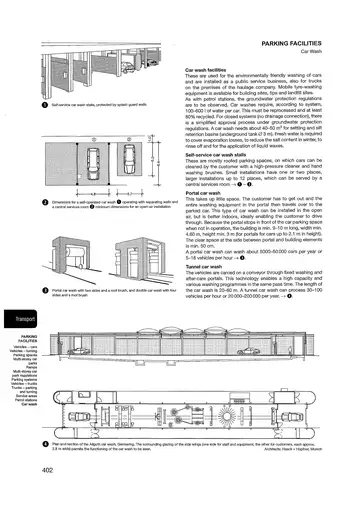 PARKING FACILITIES
Car Wash
Car wash facilities
These are used for the environmentally friendly washing of cars
and are installed as a public service business, also for trucks
on the premises of the haulage company. Mobile tyre-washing
equipment is available for building sites, tips and landfill sites.
As with petrol stations, the groundwater protection regulations
are to be observed. Car washes require, according to system,
100–600 l of water per car. This must be reprocessed and at least
80% recycled. For closed systems (no drainage connection), there
is a simplified approval process under groundwater protection
regulations. A car wash needs about 40–50 m² for settling and silt
retention basins (underground tank Ø 3 m). Fresh water is required
to cover evaporation losses, to reduce the salt content in winter, to
rinse off and for the application of liquid waxes.
Self-service car wash stalls
These are mostly roofed parking spaces, on which cars can be
cleaned by the customer with a high-pressure cleaner and hand
washing brushes. Small installations have one or two places,
larger installations up to 12 places, which can be served by a
central services room → 1 – 2.
Portal car wash
This takes up little space. The customer has to get out and the
entire washing equipment in the portal then travels over to the
parked car. This type of car wash can be installed in the open
air, but is better indoors, ideally enabling the customer to drive
through. Because the portal stops in front of the car parking space
when not in operation, the building is min. 9–10 m long, width min.
4.60 m, height min. 3 m (for portals for cars up to 2.1 m in height).
The clear space at the side between portal and building elements
is min. 50 cm.
A portal car wash can wash about 5000–60 000 cars per year or
5–16 vehicles per hour → 3.
Tunnel car wash
The vehicles are carried on a conveyor through fixed washing and
after-care portals. This technology enables a high capacity and
various washing programmes in the same pass time. The length of
the car wash is 20–60 m. A tunnel car wash can process 30–100
vehicles per hour or 20 000–200 000 per year. → 4.
1 Self-service car wash stalls, protected by splash guard walls
2 Dimensions for a self-operated car wash 1 operating with separating walls and
a central services room 2 minimum dimensions for an open-air installation
3 Portal car wash with two sides and a roof brush, and double car wash with four
sides and a roof brush
Transport
PARKING
FACILITIES
Vehicles – cars
Vehicles – turning
Parking spaces
Multi-storey car
parks
Ramps
Multi-storey car
park regulations
Parking systems
Vehicles – trucks
Trucks – parking
and turning
Service areas
Petrol stations
Car wash
4 Plan and section of the Allguth car wash, Germering. The surrounding glazing of the side wings (one side for staff and equipment, the other for customers, each approx.
2.8 m wide) permits the functioning of the car wash to be seen.
Architects: Haack + Höpfner, Munich
402